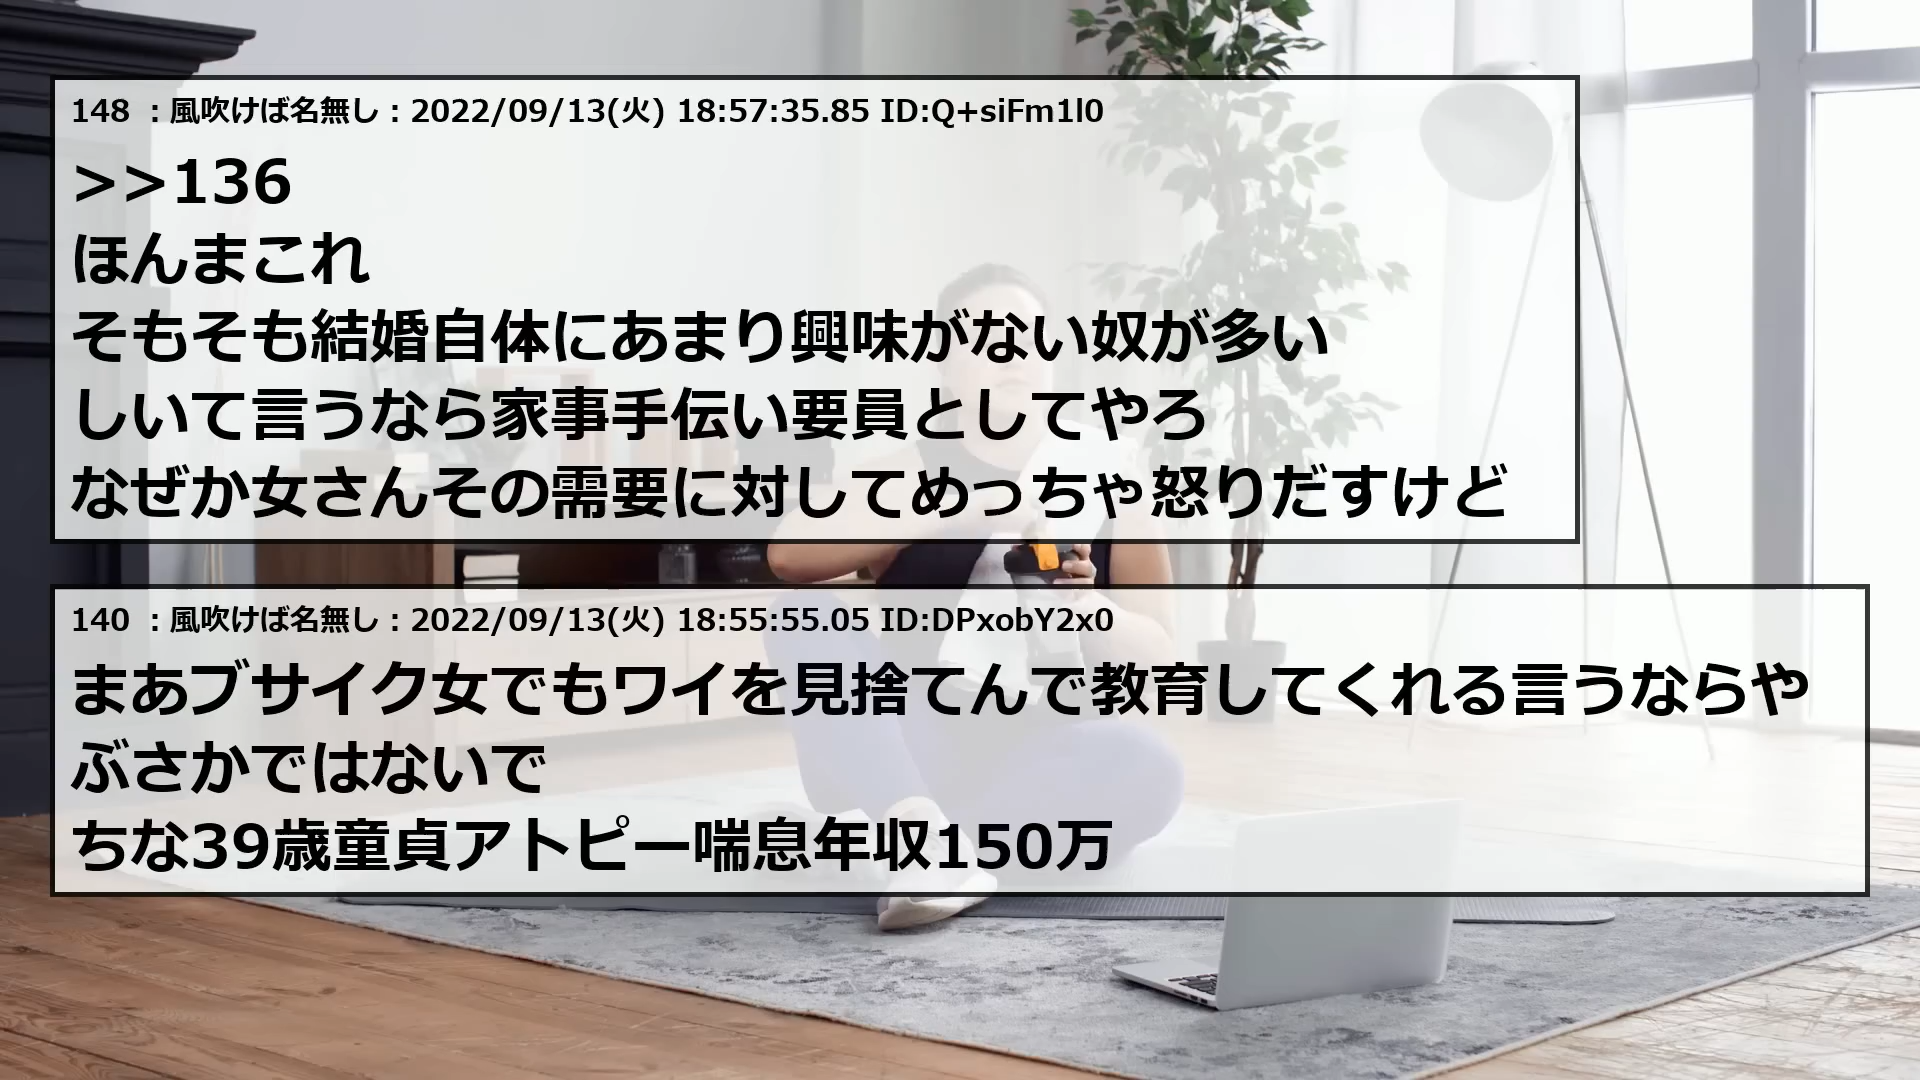 148 ：風吹けば名無し：2022/09/13(火) 18:57:35.85 ID:Q+siFm1l0
>>136
ほんまこれ
そもそも結婚自体にあまり興味がない奴が多い
しいて言うなら家事手伝い要員としてやろ
なぜか女さんその需要に対してめっちゃ怒りだすけど
140 ：風吹けば名無し：2022/09/13(火) 18:55:55.05 ID:DPxobY2x0
まあブサイク女でもワイを見捨てんで教育してくれる言うならや
ぶさかではないで
ちな39歳童貞アトピー喘息年収150万